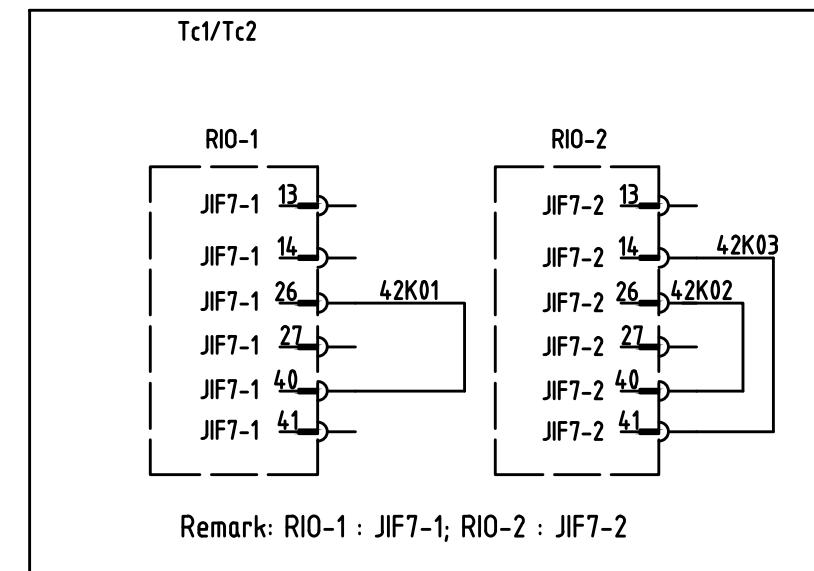 Tc1/Tc2
RIO-1 RIO-2
JIF7-1 13 JIF7-2 13
JIF7-1 14 JIF7-2 14 42K03
JIF7-1 26 42K01 JIF7-2 26 42K02
JIF7-1 27 JIF7-2 27
JIF7-1 40 JIF7-2 40
JIF7-1 41 JIF7-2 41
Remark: RIO-1 : JIF7-1; RIO-2 : JIF7-2